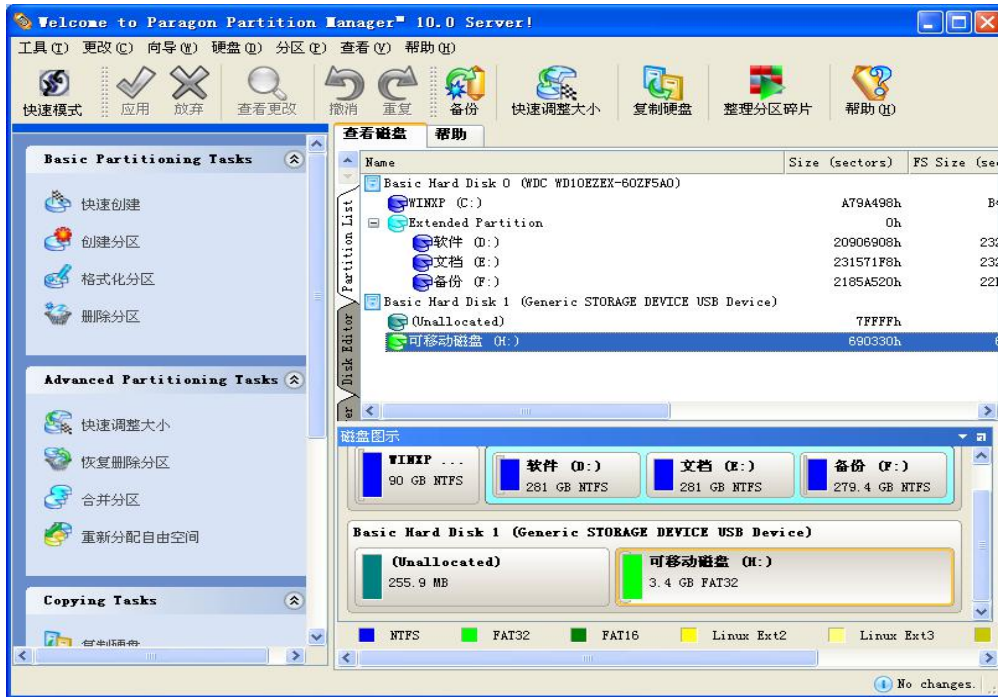 Welcome to Paragon Partition Manager™ 10.0 Server!
工具(T) 更改(C) 向导(W) 硬盘(D) 分区(P) 查看(V) 帮助(H)
快速模式 应用 放弃 查看更改 撤消 重复 备份 快速调整大小 复制硬盘 整理分区碎片 帮助(H)
查看磁盘 帮助
Basic Partitioning Tasks
快速创建
创建分区
格式化分区
删除分区
Advanced Partitioning Tasks
快速调整大小
恢复删除分区
合并分区
重新分配自由空间
Copying Tasks
复制硬盘
Partition List
Disk Editor
Name Size (sectors) FS Size
Basic Hard Disk 0 (WDC WD10EZEX-60ZF5A0)
WINXP (C:) A79A498h
Extended Partition 0h
软件 (D:) 20906908h
文档 (E:) 231571F8h
备份 (F:) 2185A520h
Basic Hard Disk 1 (Generic STORAGE DEVICE USB Device)
(Unallocated) 7FFFFh
可移动磁盘 (H:) 690330h
磁盘图示
WINXP ...
90 GB NTFS
软件 (D:)
281 GB NTFS
文档 (E:)
281 GB NTFS
备份 (F:)
279.4 GB NTFS
Basic Hard Disk 1 (Generic STORAGE DEVICE USB Device)
(Unallocated)
255.9 MB
可移动磁盘 (H:)
3.4 GB FAT32
NTFS FAT32 FAT16 Linux Ext2 Linux Ext3
No changes.